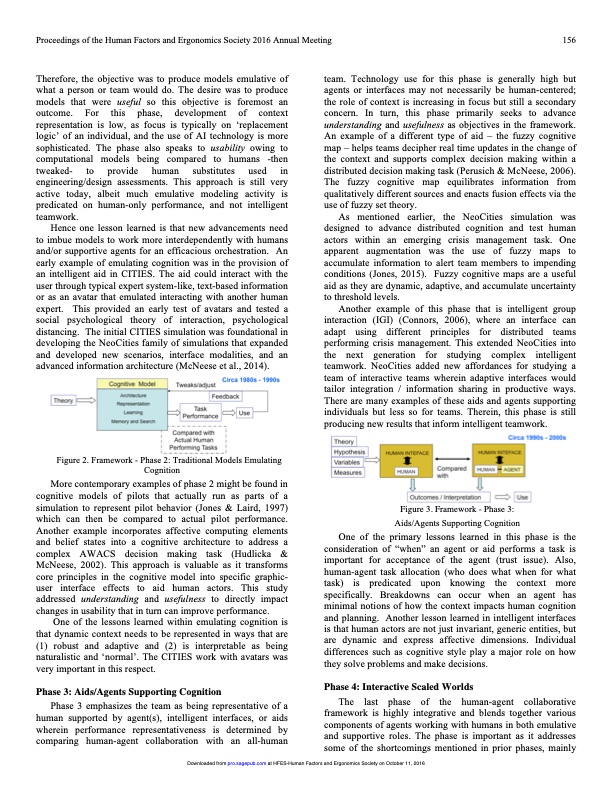 Proceedings of the Human Factors and Ergonomics Society 2016 Annual Meeting
156
Therefore, the objective was to produce models emulative of
what a person or team would do. The desire was to produce
models that were useful so this objective is foremost an
outcome. For this phase, development of context
representation is low, as focus is typically on ‘replacement
logic’ of an individual, and the use of AI technology is more
sophisticated. The phase also speaks to usability owing to
computational models being compared to humans -then
tweaked- to provide human substitutes used in
engineering/design assessments. This approach is still very
active today, albeit much emulative modeling activity is
predicated on human-only performance, and not intelligent
teamwork.
Hence one lesson learned is that new advancements need
to imbue models to work more interdependently with humans
and/or supportive agents for an efficacious orchestration. An
early example of emulating cognition was in the provision of
an intelligent aid in CITIES. The aid could interact with the
user through typical expert system-like, text-based information
or as an avatar that emulated interacting with another human
expert. This provided an early test of avatars and tested a
social psychological theory of interaction, psychological
distancing. The initial CITIES simulation was foundational in
developing the NeoCities family of simulations that expanded
and developed new scenarios, interface modalities, and an
advanced information architecture (McNeese et al., 2014).
Cognitive Model
Architecture
Representation
Learning
Memory and Search
Theory
Tweaks/adjust
Circa 1980s - 1990s
Feedback
Task
Performance
Use
Compared with
Actual Human
Performing Tasks
Figure 2. Framework - Phase 2: Traditional Models Emulating
Cognition
More contemporary examples of phase 2 might be found in
cognitive models of pilots that actually run as parts of a
simulation to represent pilot behavior (Jones & Laird, 1997)
which can then be compared to actual pilot performance.
Another example incorporates affective computing elements
and belief states into a cognitive architecture to address a
complex AWACS decision making task (Hudlicka &
McNeese, 2002). This approach is valuable as it transforms
core principles in the cognitive model into specific graphic-
user interface effects to aid human actors. This study
addressed understanding and usefulness to directly impact
changes in usability that in turn can improve performance.
One of the lessons learned within emulating cognition is
that dynamic context needs to be represented in ways that are
(1) robust and adaptive and (2) is interpretable as being
naturalistic and ‘normal’. The CITIES work with avatars was
very important in this respect.
Phase 3: Aids/Agents Supporting Cognition
Phase 3 emphasizes the team as being representative of a
human supported by agent(s), intelligent interfaces, or aids
wherein performance representativeness is determined by
comparing human-agent collaboration with an all-human
team. Technology use for this phase is generally high but
agents or interfaces may not necessarily be human-centered;
the role of context is increasing in focus but still a secondary
concern. In turn, this phase primarily seeks to advance
understanding and usefulness as objectives in the framework.
An example of a different type of aid – the fuzzy cognitive
map – helps teams decipher real time updates in the change of
the context and supports complex decision making within a
distributed decision making task (Perusich & McNeese, 2006).
The fuzzy cognitive map equilibrates information from
qualitatively different sources and enacts fusion effects via the
use of fuzzy set theory.
As mentioned earlier, the NeoCities simulation was
designed to advance distributed cognition and test human
actors within an emerging crisis management task. One
apparent augmentation was the use of fuzzy maps to
accumulate information to alert team members to impending
conditions (Jones, 2015). Fuzzy cognitive maps are a useful
aid as they are dynamic, adaptive, and accumulate uncertainty
to threshold levels.
Another example of this phase that is intelligent group
interaction (IGI) (Connors, 2006), where an interface can
adapt using different principles for distributed teams
performing crisis management. This extended NeoCities into
the next generation for studying complex intelligent
teamwork. NeoCities added new affordances for studying a
team of interactive teams wherein adaptive interfaces would
tailor integration / information sharing in productive ways.
There are many examples of these aids and agents supporting
individuals but less so for teams. Therein, this phase is still
producing new results that inform intelligent teamwork.
Circa 1990s - 2000s
Theory
Hypothesis
Variables
Measures
HUMAN INTEFACE
HUMAN
Compared
with
HUMAN INTEFACE
HUMAN
AGENT
Outcomes / Interpretation
Use
Figure 3. Framework - Phase 3:
Aids/Agents Supporting Cognition
One of the primary lessons learned in this phase is the
consideration of “when” an agent or aid performs a task is
important for acceptance of the agent (trust issue). Also,
human-agent task allocation (who does what when for what
task) is predicated upon knowing the context more
specifically. Breakdowns can occur when an agent has
minimal notions of how the context impacts human cognition
and planning. Another lesson learned in intelligent interfaces
is that human actors are not just invariant, generic entities, but
are dynamic and express affective dimensions. Individual
differences such as cognitive style play a major role on how
they solve problems and make decisions.
Phase 4: Interactive Scaled Worlds
The last phase of the human-agent collaborative
framework is highly integrative and blends together various
components of agents working with humans in both emulative
and supportive roles. The phase is important as it addresses
some of the shortcomings mentioned in prior phases, mainly
Downloaded from pro.sagepub.com at HFES-Human Factors and Ergonomics Society on October 11, 2016